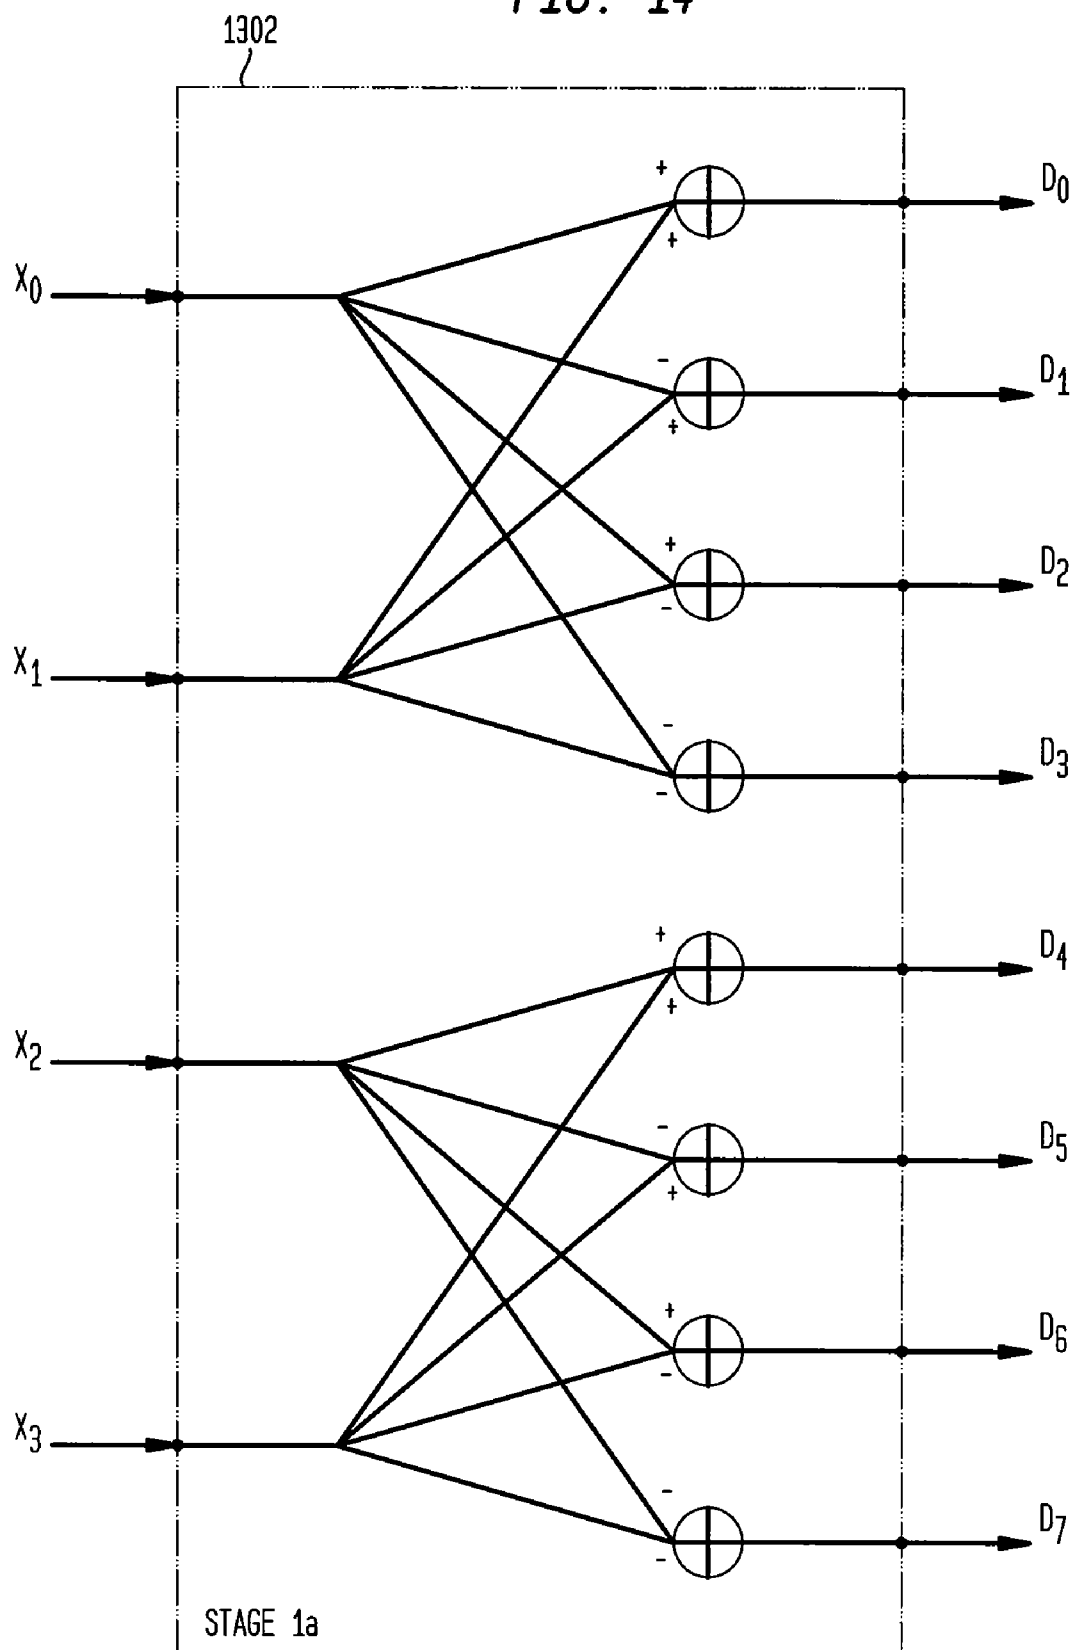 FIG. 14
1302
D0
X0
D1
D2
X1
D3
D4
X2
D5
D6
X3
D7
STAGE 1a
+
+
-
+
+
-
-
-
+
+
-
+
+
-
-
-